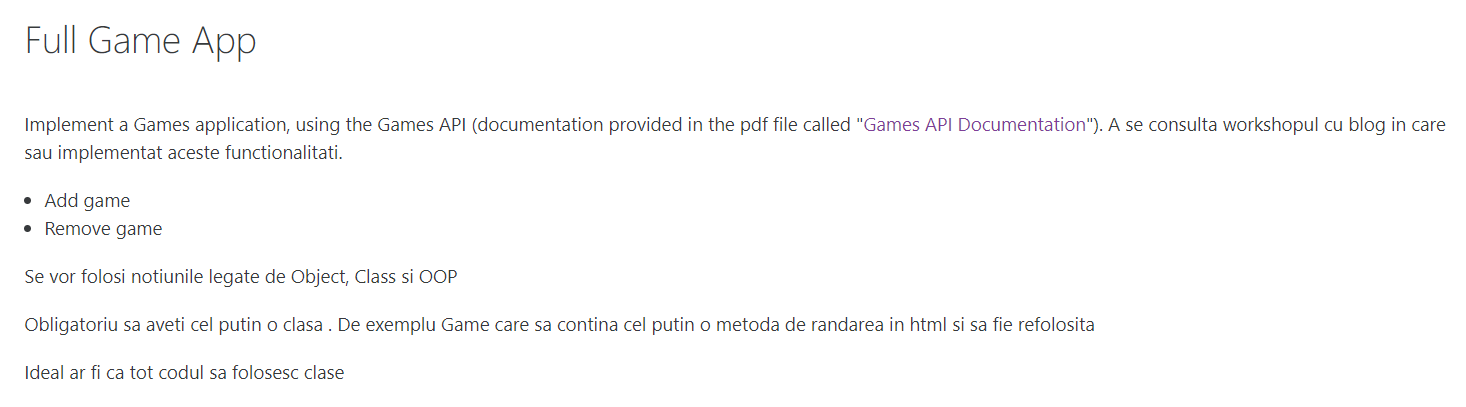 Full Game App
Implement a Games application, using the Games API (documentation provided in the pdf file called "Games API Documentation"). A se consulta workshopul cu blog in care
sau implementat aceste functionalitati.
Add game
Remove game
Se vor folosi notiunile legate de Object, Class si OOP
Obligatoriu sa aveti cel putin o clasa . De exemplu Game care sa contina cel putin o metoda de randarea in html si sa fie refolosita
Ideal ar fi ca tot codul sa folosesc clase